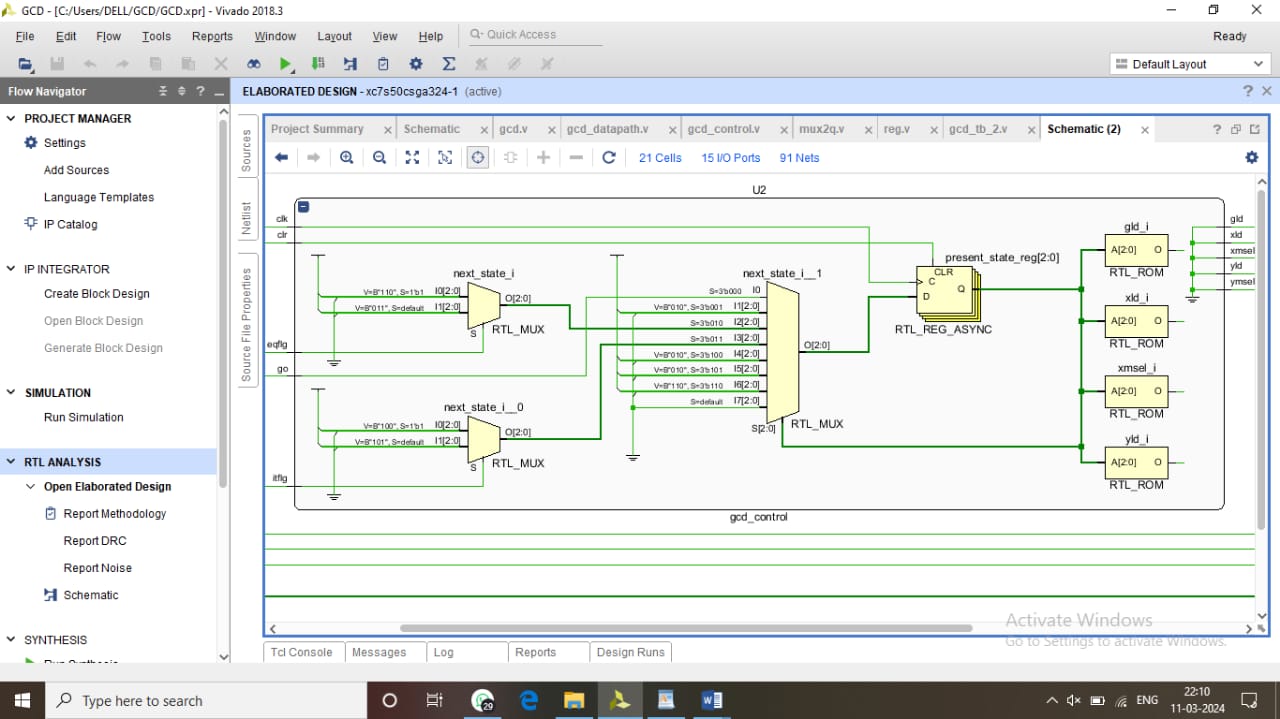 GCD - [C:/Users/DELL/GCD/GCD.xpr] - Vivado 2018.3
File Edit Flow Tools Reports Window Layout View Help Quick Access Ready
Default Layout
Flow Navigator
ELABORATED DESIGN - xc7s50csga324-1 (active)
PROJECT MANAGER
Settings
Add Sources
Language Templates
IP Catalog
IP INTEGRATOR
Create Block Design
Open Block Design
Generate Block Design
SIMULATION
Run Simulation
RTL ANALYSIS
Open Elaborated Design
Report Methodology
Report DRC
Report Noise
Schematic
SYNTHESIS
Sources
Netlist
Source File Properties
Project Summary Schematic gcd.v gcd_datapath.v gcd_control.v mux2q.v reg.v gcd_tb_2.v Schematic (2)
21 Cells 15 I/O Ports 91 Nets
U2
clk
clr
eqflg
go
itflg
next_state_i
V=B"110", S=1'b1 I0[2:0]
V=B"011", S=default I1[2:0]
O[2:0]
S
RTL_MUX
next_state_i__0
V=B"100", S=1'b1 I0[2:0]
V=B"101", S=default I1[2:0]
O[2:0]
S
RTL_MUX
next_state_i__1
S=3'b000 I0
V=B"010", S=3'b001 I1[2:0]
S=3'b010 I2[2:0]
S=3'b011 I3[2:0]
V=B"010", S=3'b100 I4[2:0]
V=B"010", S=3'b101 I5[2:0]
V=B"110", S=3'b110 I6[2:0]
S=default I7[2:0]
O[2:0]
S[2:0]
RTL_MUX
present_state_reg[2:0]
CLR
C
D
Q
RTL_REG_ASYNC
gld_i
A[2:0] O
RTL_ROM
xld_i
A[2:0] O
RTL_ROM
xmsel_i
A[2:0] O
RTL_ROM
yld_i
A[2:0] O
RTL_ROM
gld
xld
xmsel
yld
ymsel
gcd_control
Activate Windows
Go to Settings to activate Windows.
Tcl Console Messages Log Reports Design Runs
Type here to search
29
ENG
22:10
11-03-2024